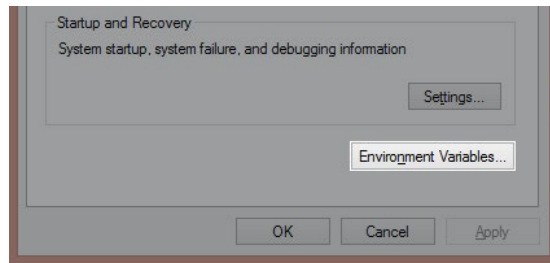 Startup and Recovery
System startup, system failure, and debugging information
Settings...
Environment Variables...
OK Cancel Apply